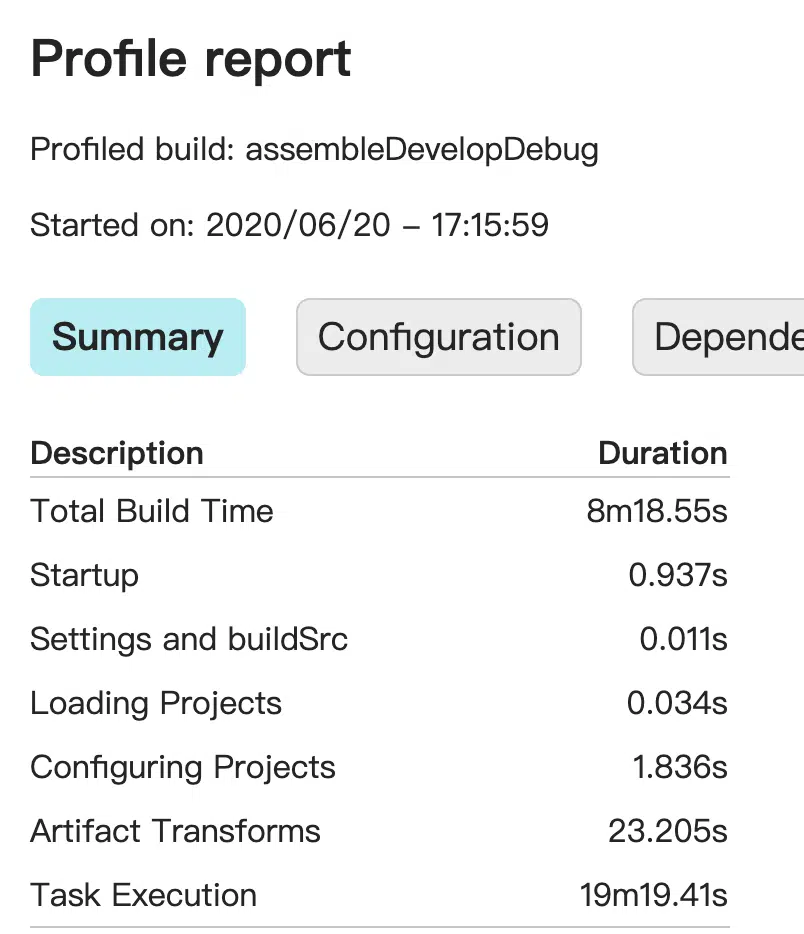 Profile report
Profiled build: assembleDevelopDebug
Started on: 2020/06/20 – 17:15:59
Summary Configuration Depende
Description Duration
Total Build Time 8m18.55s
Startup 0.937s
Settings and buildSrc 0.011s
Loading Projects 0.034s
Configuring Projects 1.836s
Artifact Transforms 23.205s
Task Execution 19m19.41s